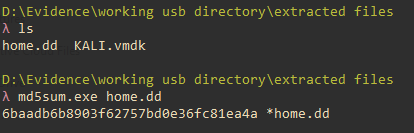 D:\Evidence\working usb directory\extracted files
λ ls
home.dd  KALI.vmdk
D:\Evidence\working usb directory\extracted files
λ md5sum.exe home.dd
6baadb6b8903f62757bd0e36fc81ea4a *home.dd